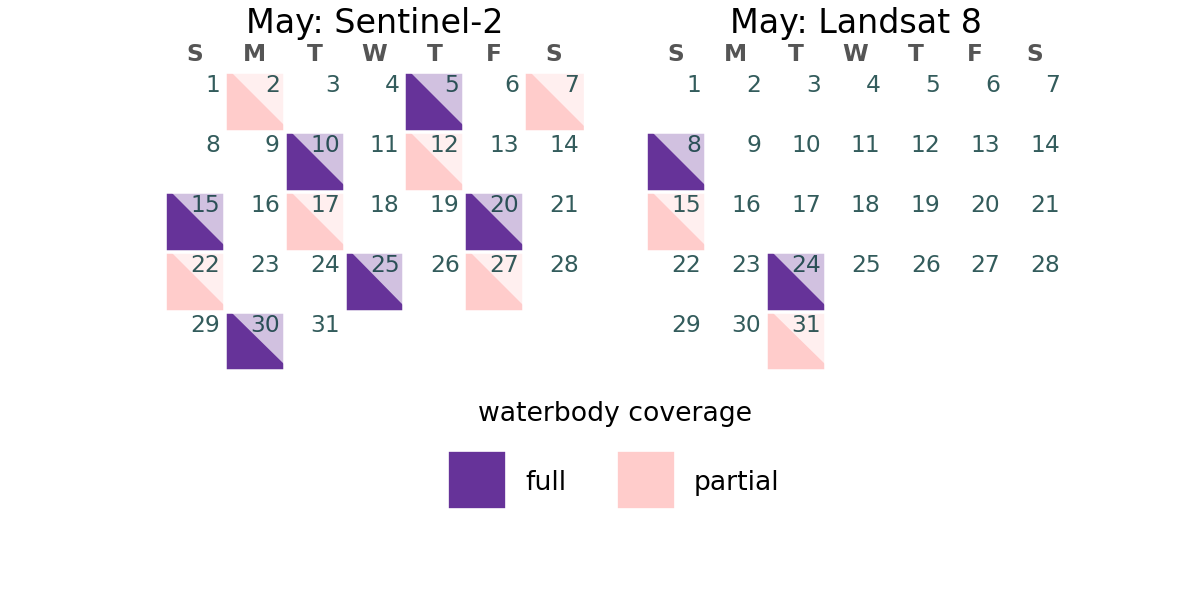 May: Sentinel-2
S M T W T F S
1 2 3 4 5 6 7
8 9 10 11 12 13 14
15 16 17 18 19 20 21
22 23 24 25 26 27 28
29 30 31
May: Landsat 8
S M T W T F S
1 2 3 4 5 6 7
8 9 10 11 12 13 14
15 16 17 18 19 20 21
22 23 24 25 26 27 28
29 30 31
waterbody coverage
full
partial